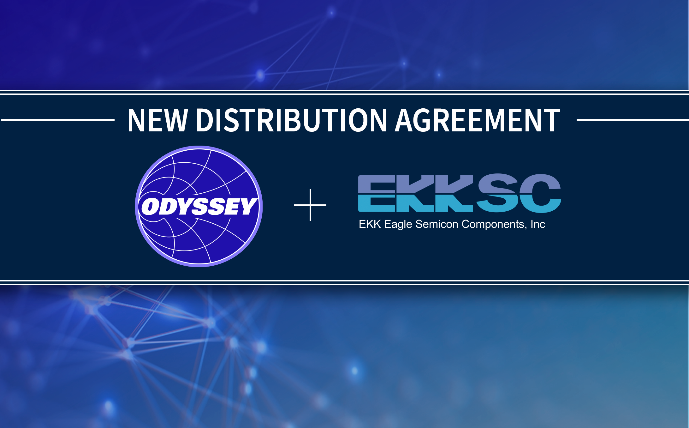 NEW DISTRIBUTION AGREEMENT
ODYSSEY
EKKSC
EKK Eagle Semicon Components, Inc